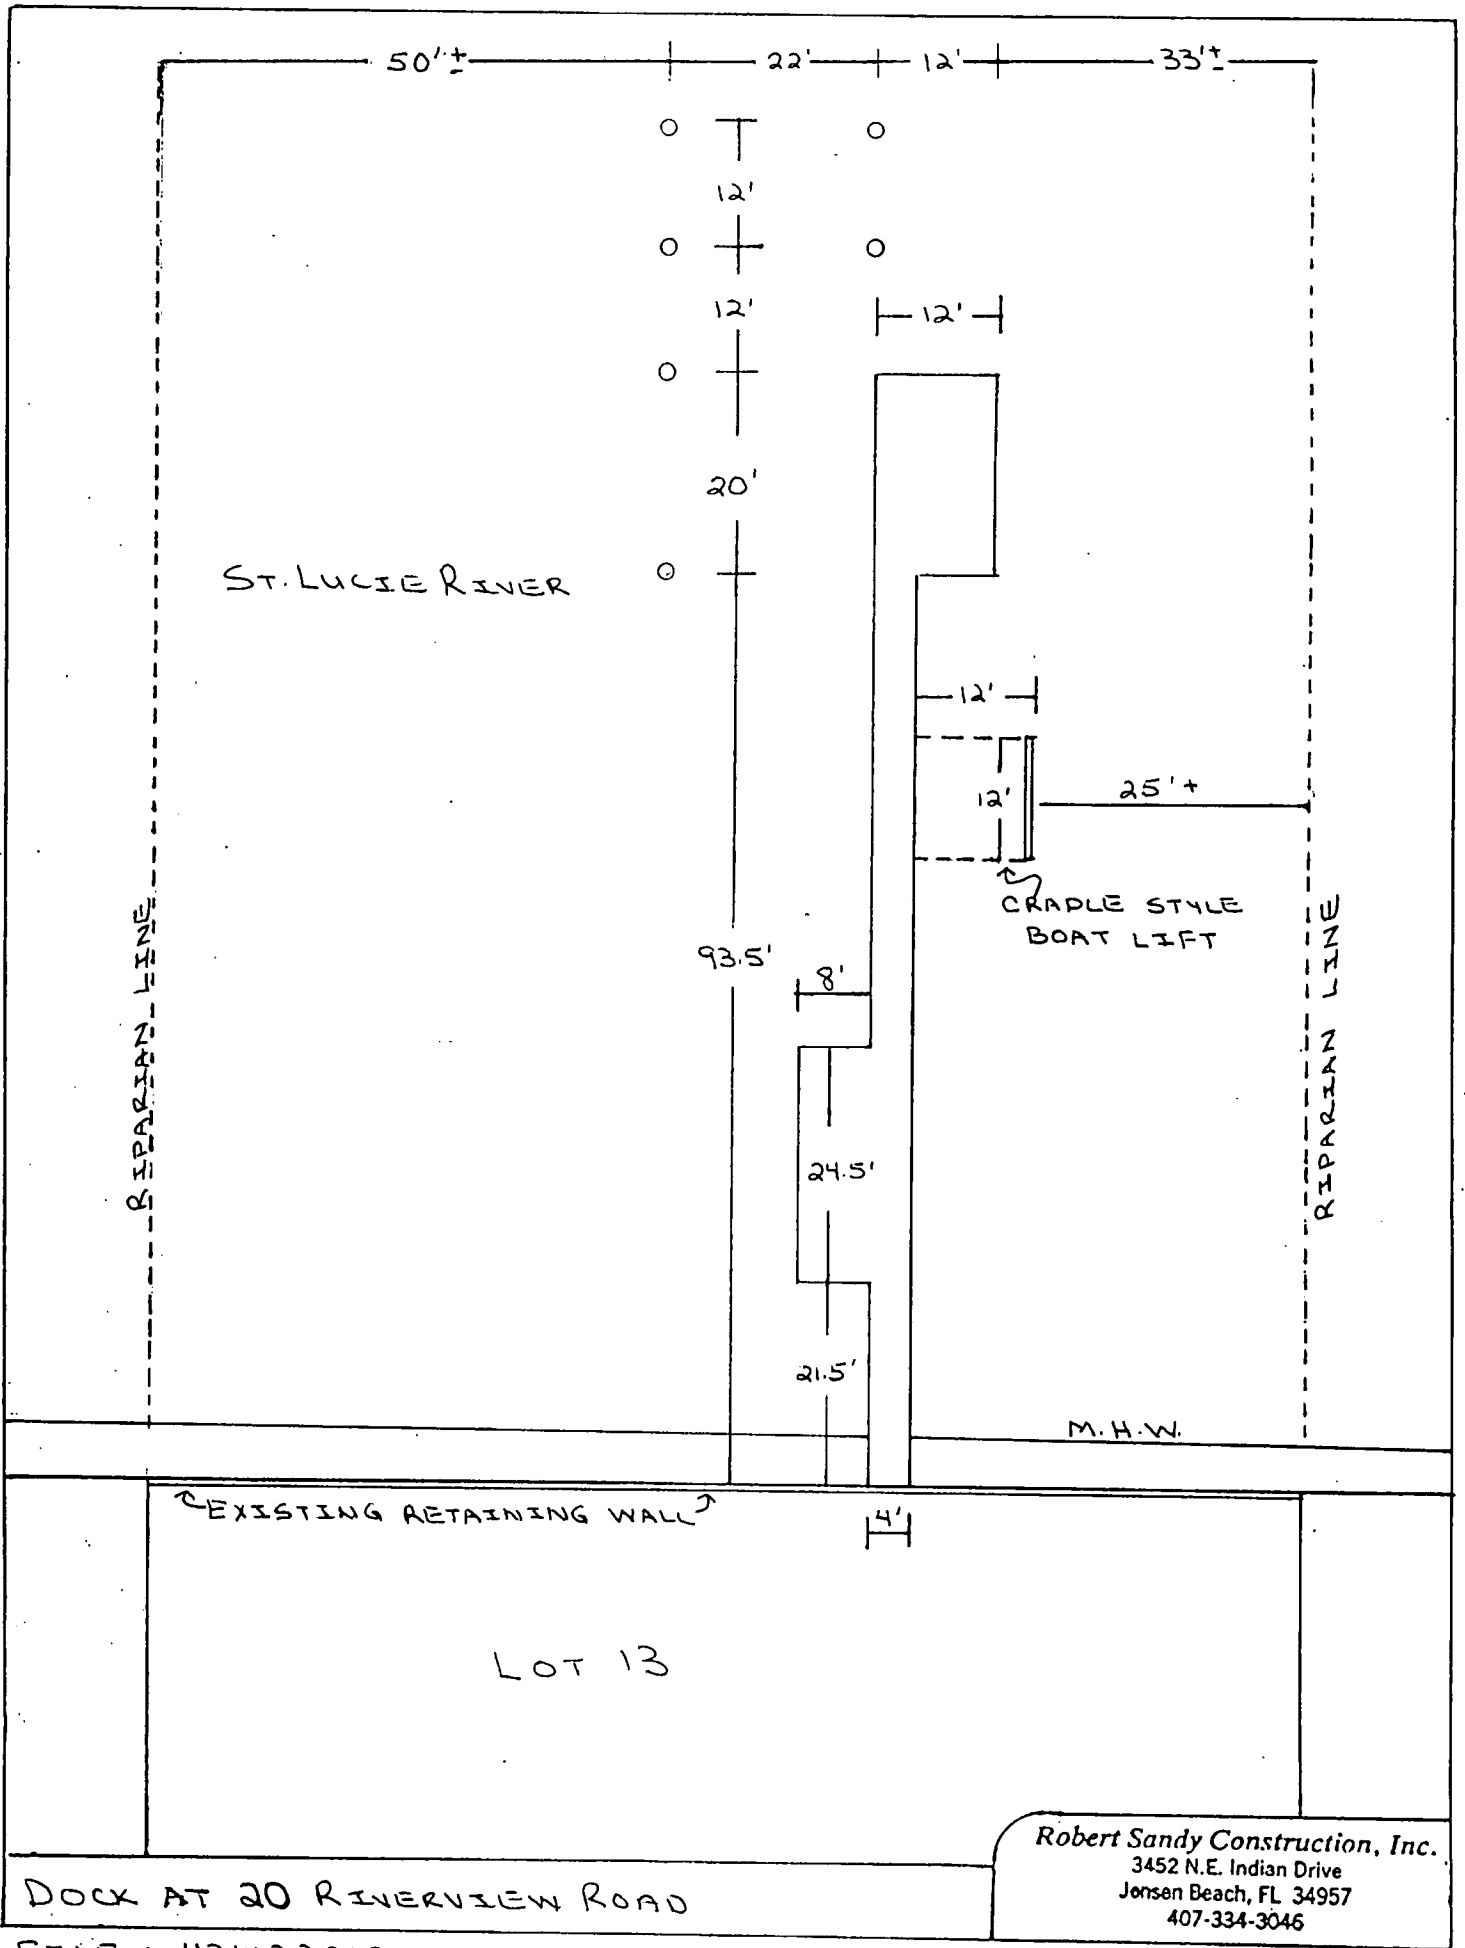 50'± 22' 12' 33'±
12'
12' 12'
20'
ST. LUCIE RIVER
12'
12' 25'+
CRADLE STYLE
BOAT LIFT
93.5'
8'
RIPARIAN LINE
RIPARIAN LINE
24.5'
21.5'
M.H.W.
EXISTING RETAINING WALL
4'
LOT 13
DOCK AT 20 RIVERVIEW ROAD
Robert Sandy Construction, Inc.
3452 N.E. Indian Drive
Jensen Beach, FL 34957
407-334-3046